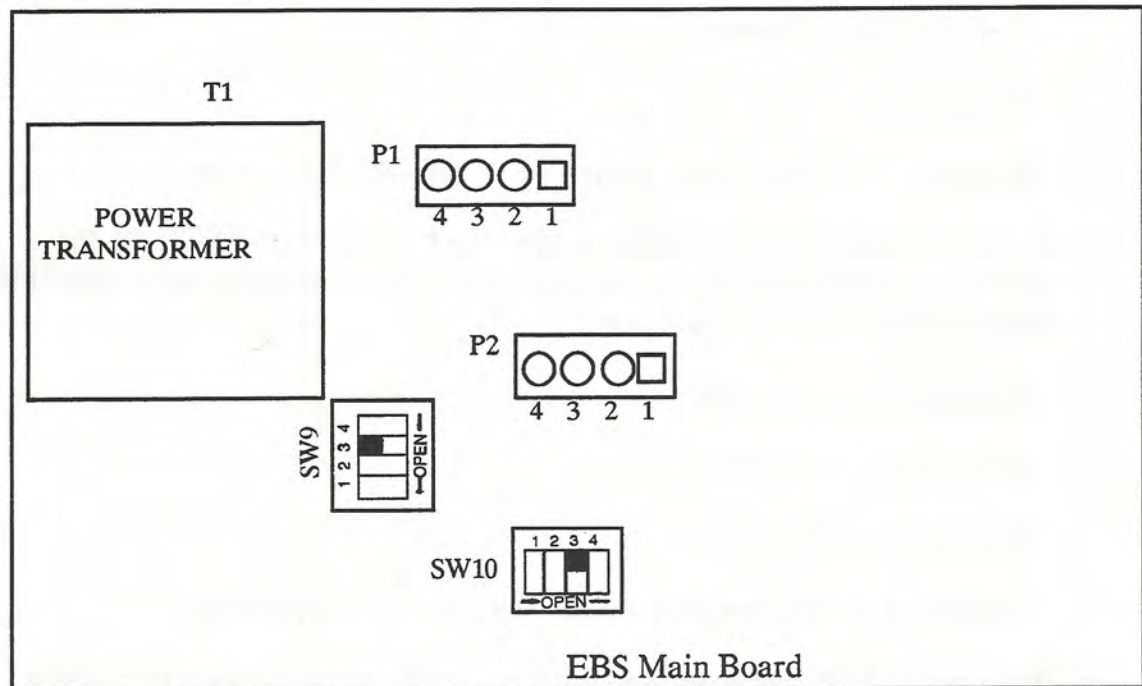 T1
P1
4 3 2 1
POWER
TRANSFORMER
P2
4 3 2 1
SW9
1 2 3 4
OPEN
SW10
1 2 3 4
OPEN
EBS Main Board